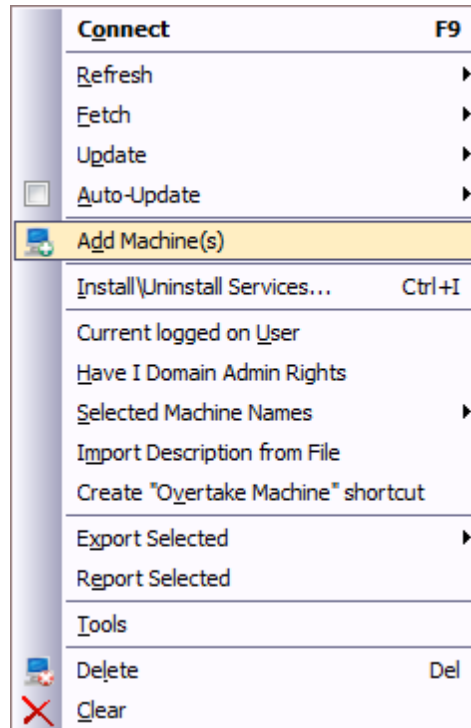 Connect F9
Refresh
Fetch
Update
Auto-Update
Add Machine(s)
Install\Uninstall Services... Ctrl+I
Current logged on User
Have I Domain Admin Rights
Selected Machine Names
Import Description from File
Create "Overtake Machine" shortcut
Export Selected
Report Selected
Tools
Delete Del
Clear